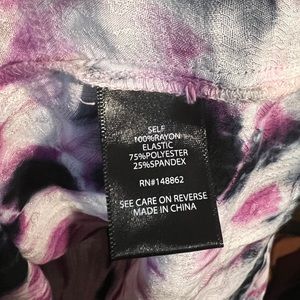 SELF
100%RAYON
ELASTIC
75%POLYESTER
25%SPANDEX
RN#148862
SEE CARE ON REVERSE
MADE IN CHINA